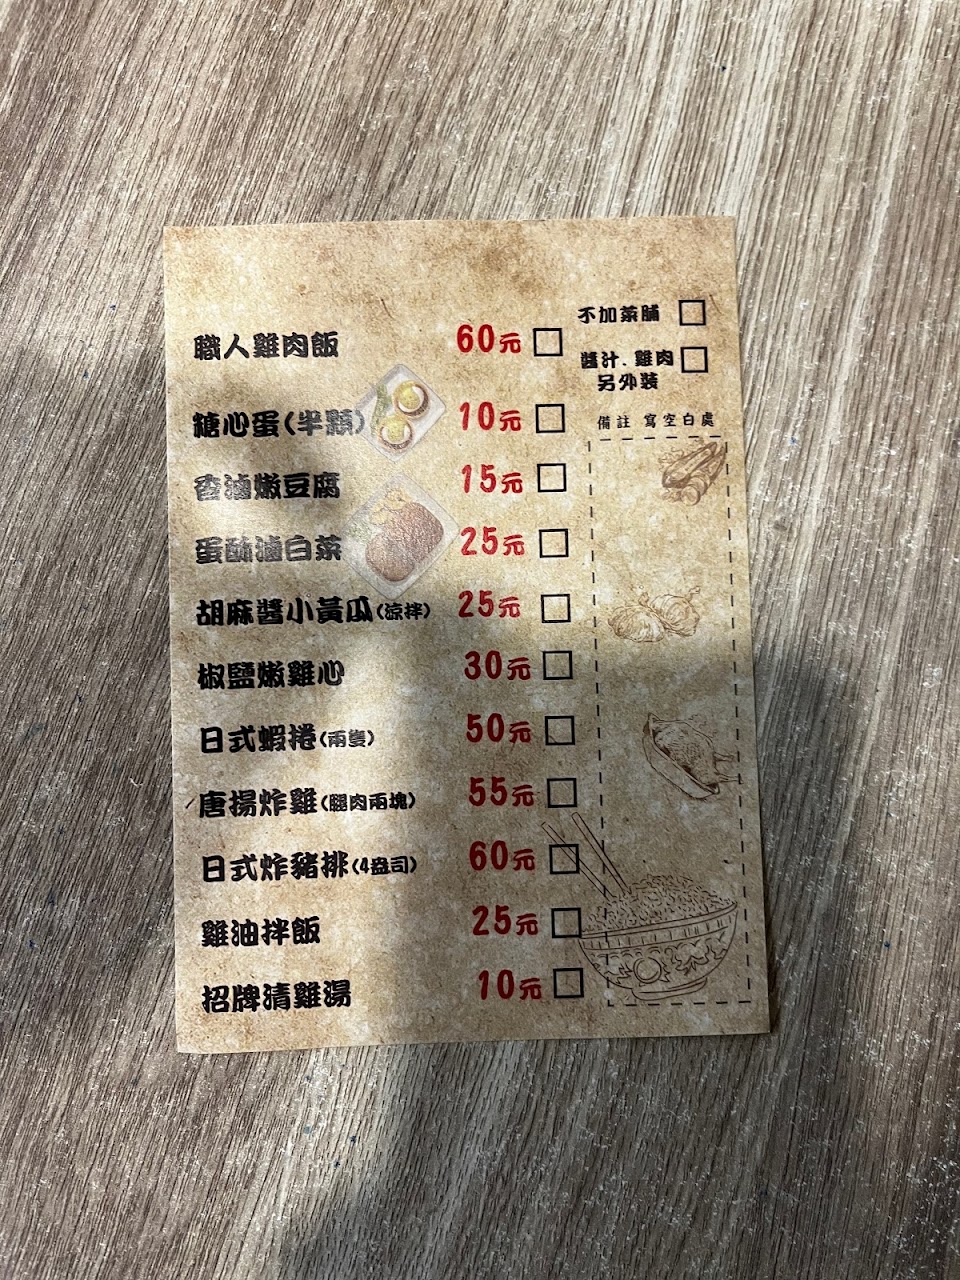 職人雞肉飯 60元 □
不加菜脯 □
醬汁.雞肉 □
另外裝
糖心蛋(半顆) 10元 □
備註 寫空白處
香滷嫩豆腐 15元 □
蛋酥滷白菜 25元 □
胡麻醬小黃瓜(涼拌) 25元 □
椒鹽嫩雞心 30元 □
日式蝦捲(兩隻) 50元 □
唐揚炸雞(腿肉兩塊) 55元 □
日式炸豬排(4盎司) 60元 □
雞油拌飯 25元 □
招牌清雞湯 10元 □